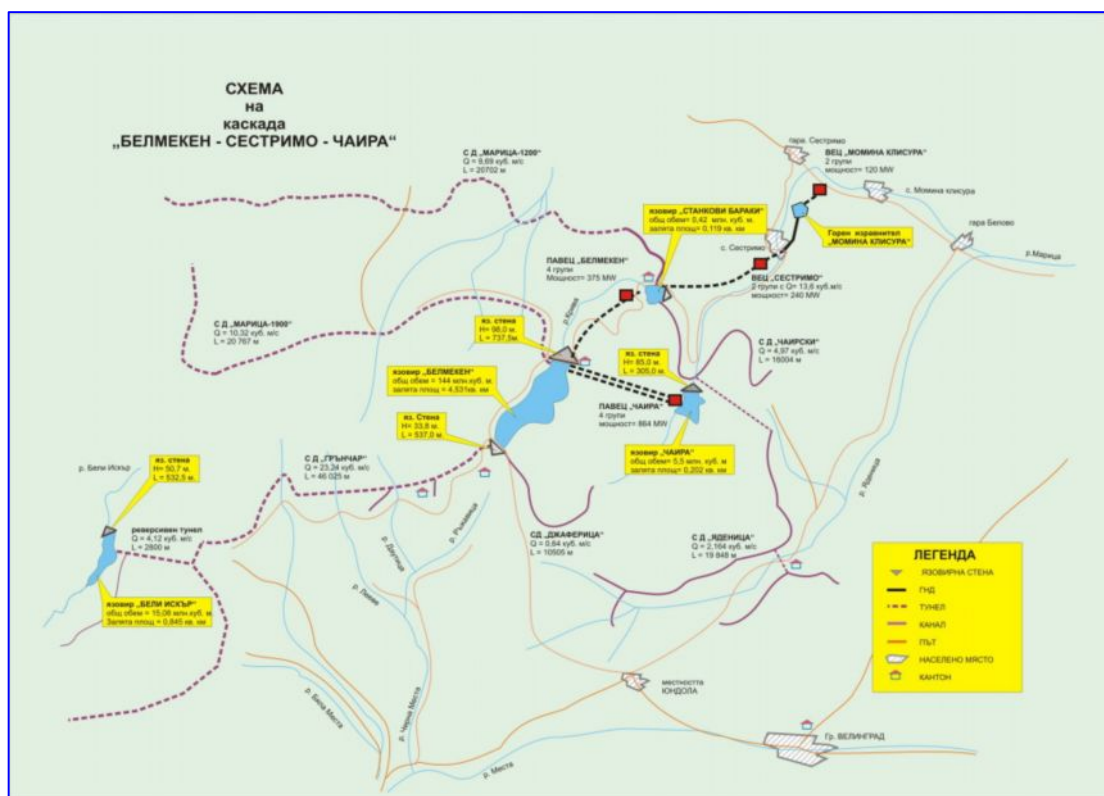 СХЕМА
на
каскада
„БЕЛМЕКЕН - СЕСТРИМО - ЧАИРА“
С Д „МАРИЦА-1200“
Q = 9,69 куб. м/с
L = 20702 м
гара. Сестримо
ВЕЦ „МОМИНА КЛИСУРА“
2 групи
мощност= 120 MW
с. Момина клисура
гара Белово
р.Марица
язовир „СТАНКОВИ БАРАКИ“
общ обем= 0,42 млн. куб. м.
залята площ= 0,119 кв. км
Горен изравнител
„МОМИНА КЛИСУРА“
с. Сестримо
ПАВЕЦ „БЕЛМЕКЕН“
4 групи
Мощност= 375 MW
ВЕЦ „СЕСТРИМО“
2 групи с Q= 13,6 куб.м/с
мощност= 240 MW
р.Крива
С Д „МАРИЦА-1900“
Q = 10,32 куб. м/с
L = 20 767 м
яз. стена
H= 98,0 м.
L = 737,5м.
С Д „ЧАИРСКИ“
Q = 4,97 куб. м/с
L = 16004 м
яз. стена
H= 85,0 м.
L = 305,0 м.
язовир „БЕЛМЕКЕН“
общ обем = 144 млн.куб. м.
залята площ = 4,531кв. км
ПАВЕЦ „ЧАИРА“
4 групи
мощност= 864 MW
яз. Стена
H= 33,8 м.
L = 537,0 м.
язовир „ЧАИРА“
общ обем= 5,5 млн. куб. м
залята площ= 0,202 кв. км
яз. стена
H= 50,7 м.
L = 532,5 м.
р. Бели Искър
С Д „ГРЪНЧАР“
Q = 23,24 куб. м/с
L = 46 025 м
р. Ядeница
реверсивен тунел
Q = 4,12 куб. м/с
L = 2800 м
р. Ръжавица
СД „ДЖАФЕРИЦА“
Q = 0,64 куб. м/с
L = 10505 м
С Д „ЯДЕНИЦА“
Q = 2,164 куб. м/с
L = 19 848 м
р. Леeве
язовир „БЕЛИ ИСКЪР“
общ обем = 15,08 млн.куб. м.
Залята площ = 0,845 кв. км
ЛЕГЕНДА
ЯЗОВИРНА СТЕНА
ГНД
ТУНЕЛ
КАНАЛ
ПЪТ
НАСЕЛЕНО МЯСТО
КАНТОН
р. Бяла Места
р. Черна Места
местността
ЮНДОЛА
р. Места
Гр. ВЕЛИНГРАД